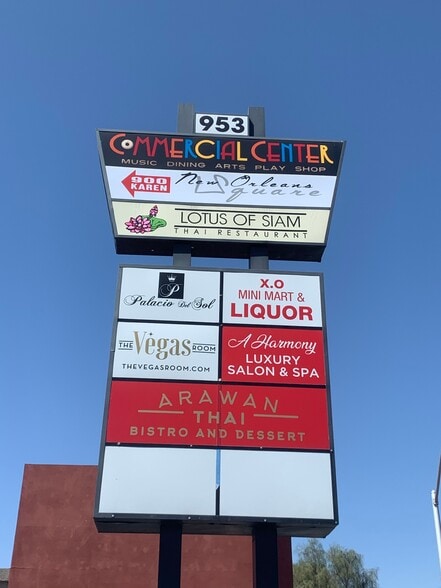 953
COMMERCIAL CENTER
MUSIC DINING ARTS PLAY SHOP
900
KAREN
New Orleans
Square
LOTUS OF SIAM
THAI RESTAURANT
P
Palacio Del Sol
X.O
MINI MART &
LIQUOR
THE Vegas ROOM
THEVEGASROOM.COM
A Harmony
LUXURY
SALON & SPA
ARAWAN
THAI
BISTRO AND DESSERT